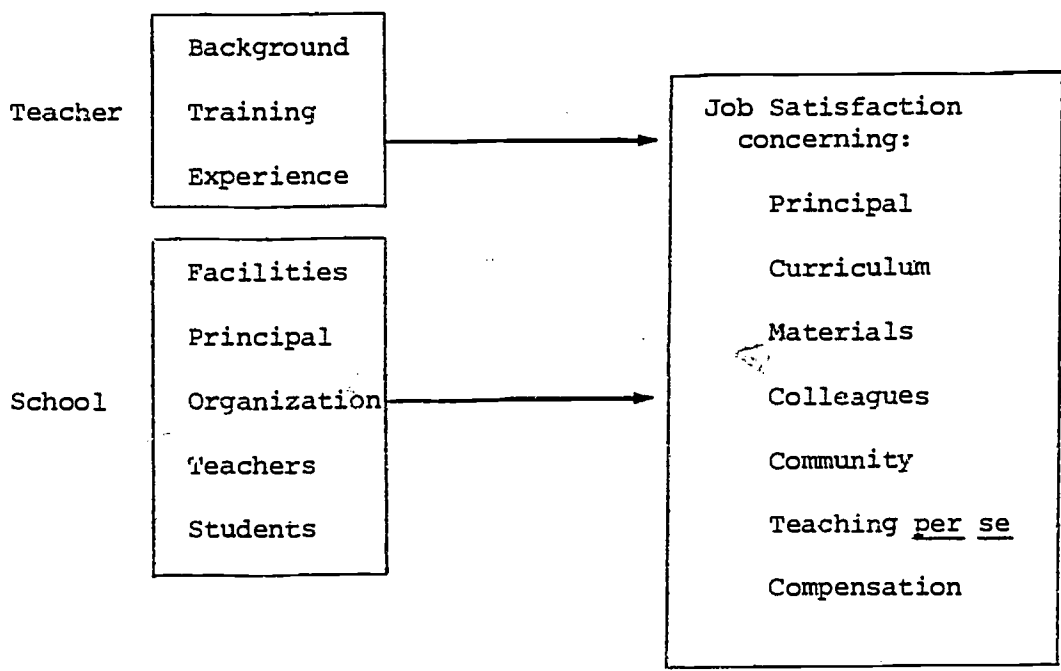 Teacher
Background
Training
Experience
School
Facilities
Principal
Organization
Teachers
Students
Job Satisfaction
concerning:
Principal
Curriculum
Materials
Colleagues
Community
Teaching per se
Compensation